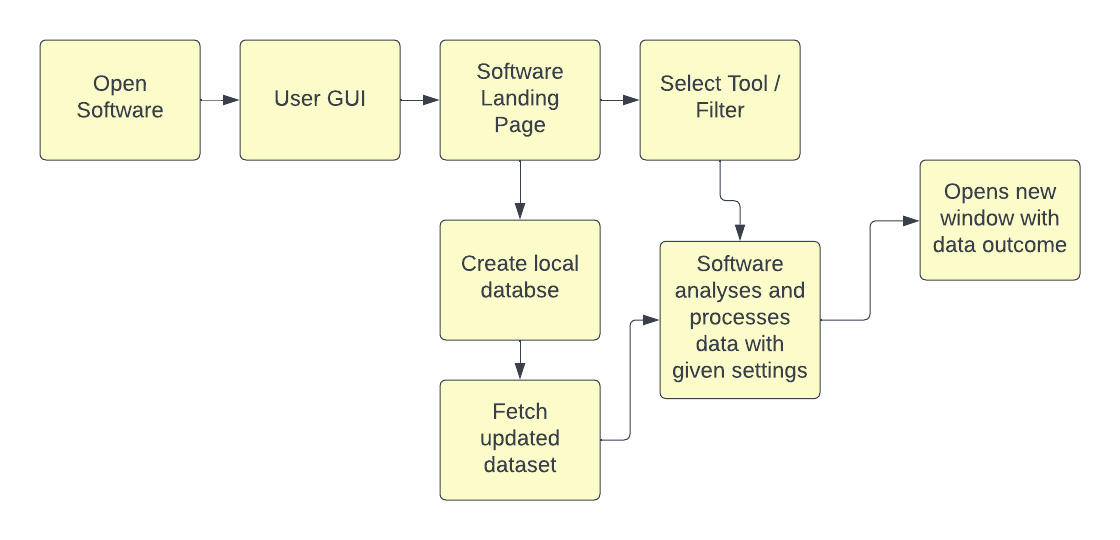 Open
Software
User GUI
Software
Landing
Page
Select Tool /
Filter
Opens new
window with
data outcome
Create local
databse
Software
analyses and
processes
data with
given settings
Fetch
updated
dataset